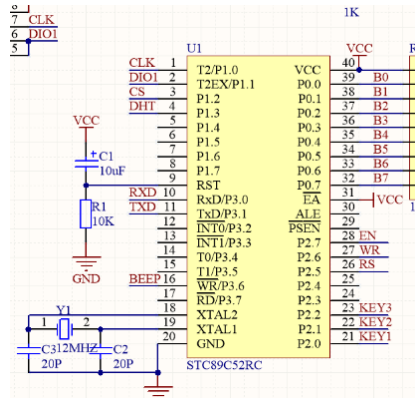 1K
8
7 CLK
6 DIO1
5
U1
VCC
CLK 1 T2/P1.0 VCC 40
DIO1 2 T2EX/P1.1 P0.0 39 B0
CS 3 P1.2 P0.1 38 B1
DHT 4 P1.3 P0.2 37 B2
5 P1.4 P0.3 36 B3
6 P1.5 P0.4 35 B4
7 P1.6 P0.5 34 B5
8 P1.7 P0.6 33 B6
9 RST P0.7 32 B7
RXD 10 RxD/P3.0 EA 31 VCC
TXD 11 TxD/P3.1 ALE 30
12 INT0/P3.2 PSEN 29
13 INT1/P3.3 P2.7 28 EN
14 T0/P3.4 P2.6 27 WR
15 T1/P3.5 P2.5 26 RS
BEEP 16 WR/P3.6 P2.4 25
17 RD/P3.7 P2.3 24
18 XTAL2 P2.2 23 KEY3
19 XTAL1 P2.1 22 KEY2
20 GND P2.0 21 KEY1
STC89C52RC
VCC
+ C1
10uF
R1
10K
GND
Y1
1 2
C3 12MHZ C2
20P 20P
R